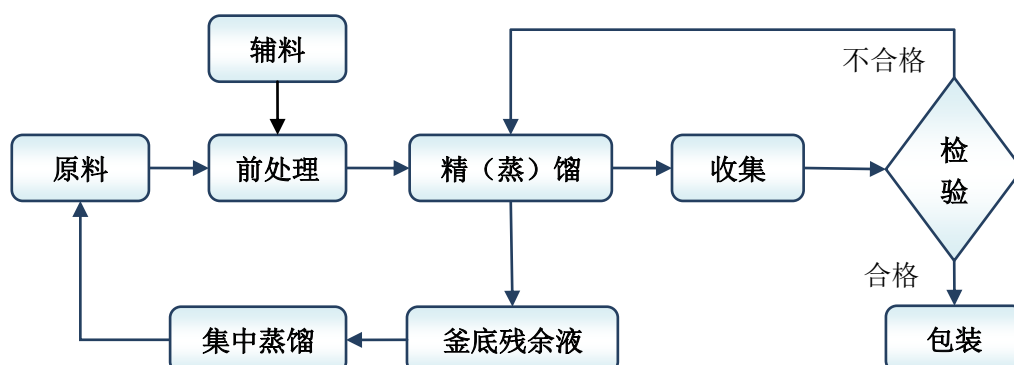 辅料
不合格
原料
前处理
精（蒸）馏
收集
检
验
合格
集中蒸馏
釜底残余液
包装